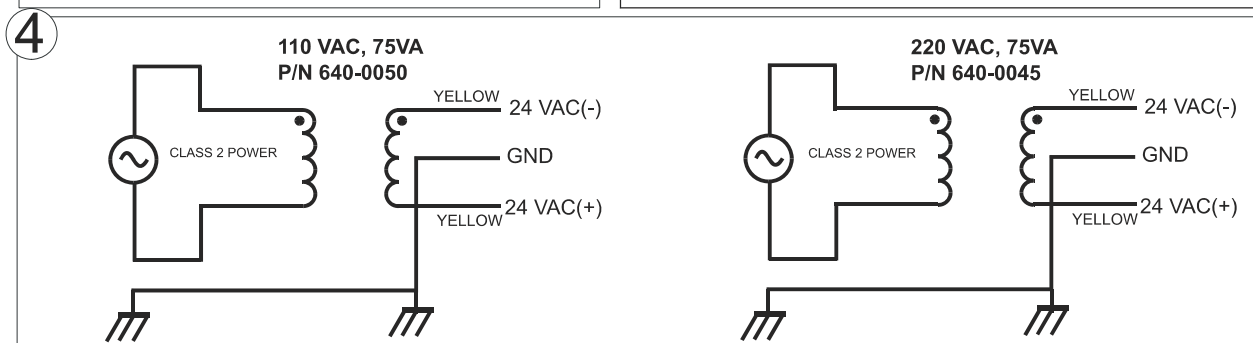 4
110 VAC, 75VA
P/N 640-0050
YELLOW
24 VAC(-)
CLASS 2 POWER
GND
24 VAC(+)
YELLOW
220 VAC, 75VA
P/N 640-0045
YELLOW
24 VAC(-)
CLASS 2 POWER
GND
24 VAC(+)
YELLOW